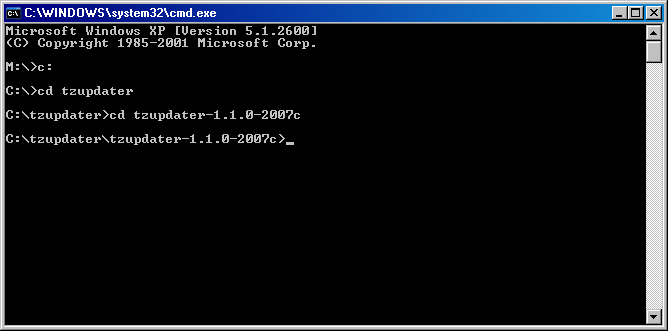 C:\WINDOWS\system32\cmd.exe
Microsoft Windows XP [Version 5.1.2600]
(C) Copyright 1985-2001 Microsoft Corp.
M:\>c:
C:\>cd tzupdater
C:\tzupdater>cd tzupdater-1.1.0-2007c
C:\tzupdater\tzupdater-1.1.0-2007c>_